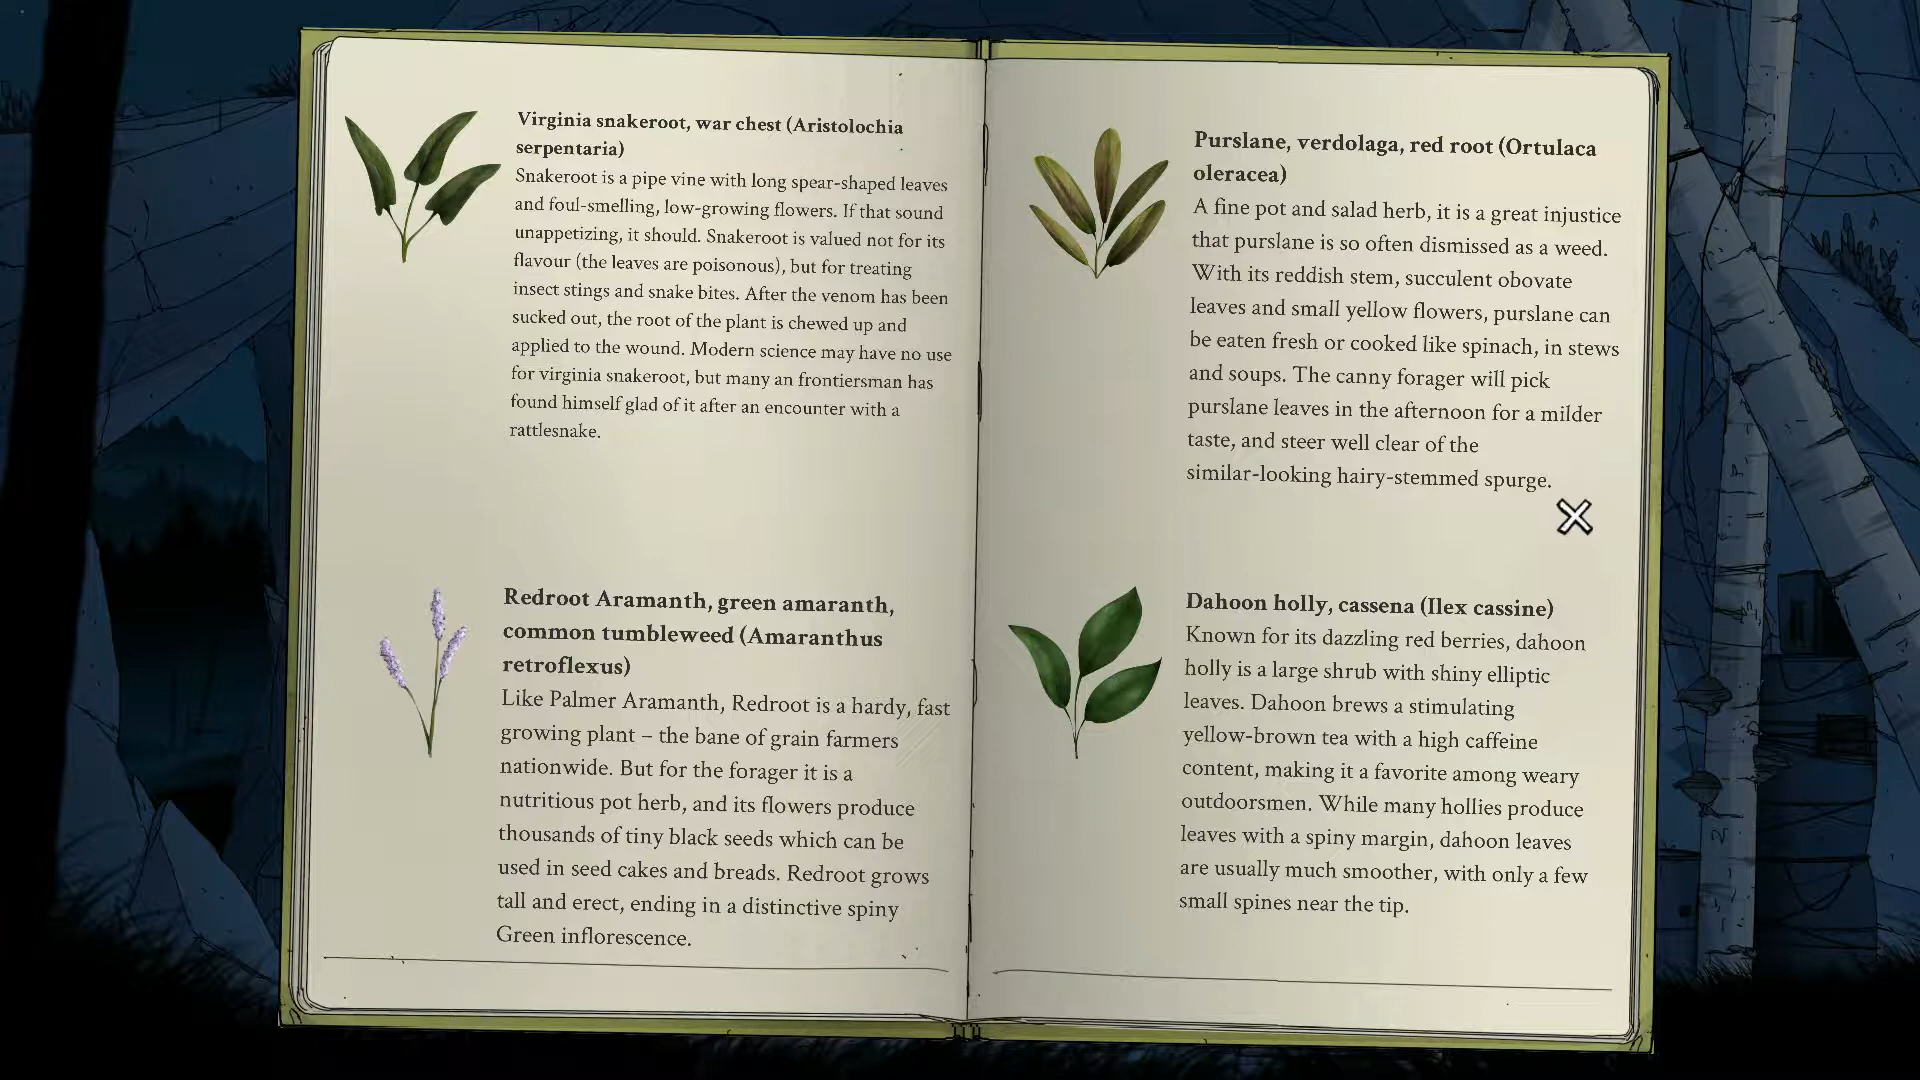 Virginia snakeroot, war chest (Aristolochia
serpentaria)
Snakeroot is a pipe vine with long spear-shaped leaves
and foul-smelling, low-growing flowers. If that sound
unappetizing, it should. Snakeroot is valued not for its
flavour (the leaves are poisonous), but for treating
insect stings and snake bites. After the venom has been
sucked out, the root of the plant is chewed up and
applied to the wound. Modern science may have no use
for virginia snakeroot, but many an frontiersman has
found himself glad of it after an encounter with a
rattlesnake.
Redroot Aramanth, green amaranth,
common tumbleweed (Amaranthus
retroflexus)
Like Palmer Aramanth, Redroot is a hardy, fast
growing plant – the bane of grain farmers
nationwide. But for the forager it is a
nutritious pot herb, and its flowers produce
thousands of tiny black seeds which can be
used in seed cakes and breads. Redroot grows
tall and erect, ending in a distinctive spiny
Green inflorescence.
Purslane, verdolaga, red root (Ortulaca
oleracea)
A fine pot and salad herb, it is a great injustice
that purslane is so often dismissed as a weed.
With its reddish stem, succulent obovate
leaves and small yellow flowers, purslane can
be eaten fresh or cooked like spinach, in stews
and soups. The canny forager will pick
purslane leaves in the afternoon for a milder
taste, and steer well clear of the
similar-looking hairy-stemmed spurge.
Dahoon holly, cassena (Ilex cassine)
Known for its dazzling red berries, dahoon
holly is a large shrub with shiny elliptic
leaves. Dahoon brews a stimulating
yellow-brown tea with a high caffeine
content, making it a favorite among weary
outdoorsmen. While many hollies produce
leaves with a spiny margin, dahoon leaves
are usually much smoother, with only a few
small spines near the tip.